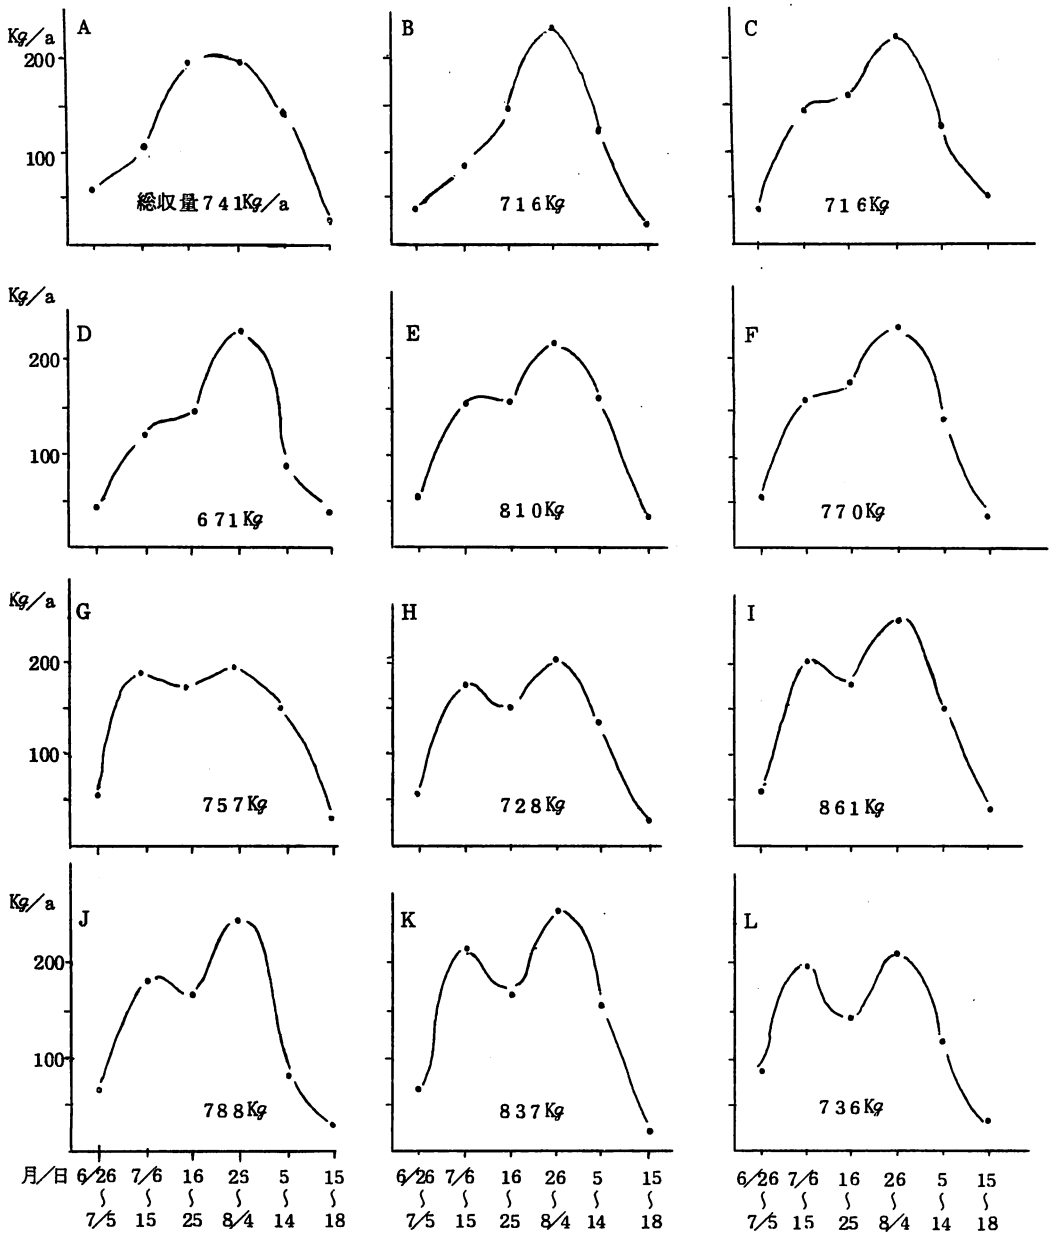 Kg/a
A
B
C
200
100
総収量741Kg/a
716Kg
716Kg
Kg/a
D
E
F
200
100
671Kg
810Kg
770Kg
Kg/a
G
H
I
200
100
757Kg
728Kg
861Kg
Kg/a
J
K
L
200
100
788Kg
837Kg
736Kg
月/日 6/26 7/6 16 25 5 15 6/26 7/6 16 26 5 15 6/26 7/6 16 26 5 15
〜 〜 〜 〜 〜 〜 〜 〜 〜 〜 〜 〜 〜 〜 〜 〜 〜 〜
7/5 15 25 8/4 14 18 7/5 15 25 8/4 14 18 7/5 15 25 8/4 14 18